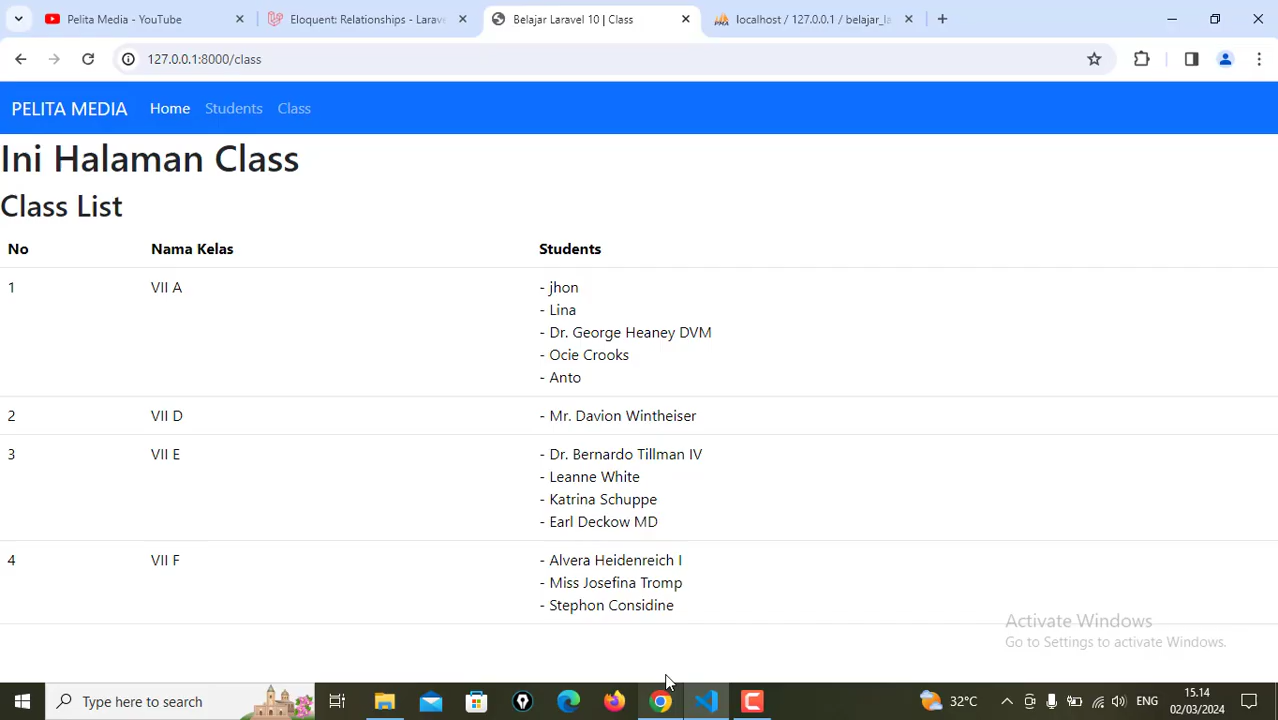 Pelita Media - YouTube
Eloquent: Relationships - Larave
Belajar Laravel 10 | Class
localhost / 127.0.0.1 / belajar_la
127.0.0.1:8000/class
PELITA MEDIA Home Students Class
Ini Halaman Class
Class List
No Nama Kelas Students
1 VII A - jhon
- Lina
- Dr. George Heaney DVM
- Ocie Crooks
- Anto
2 VII D - Mr. Davion Wintheiser
3 VII E - Dr. Bernardo Tillman IV
- Leanne White
- Katrina Schuppe
- Earl Deckow MD
4 VII F - Alvera Heidenreich I
- Miss Josefina Tromp
- Stephon Considine
Activate Windows
Go to Settings to activate Windows.
Type here to search
32°C
ENG
15.14
02/03/2024